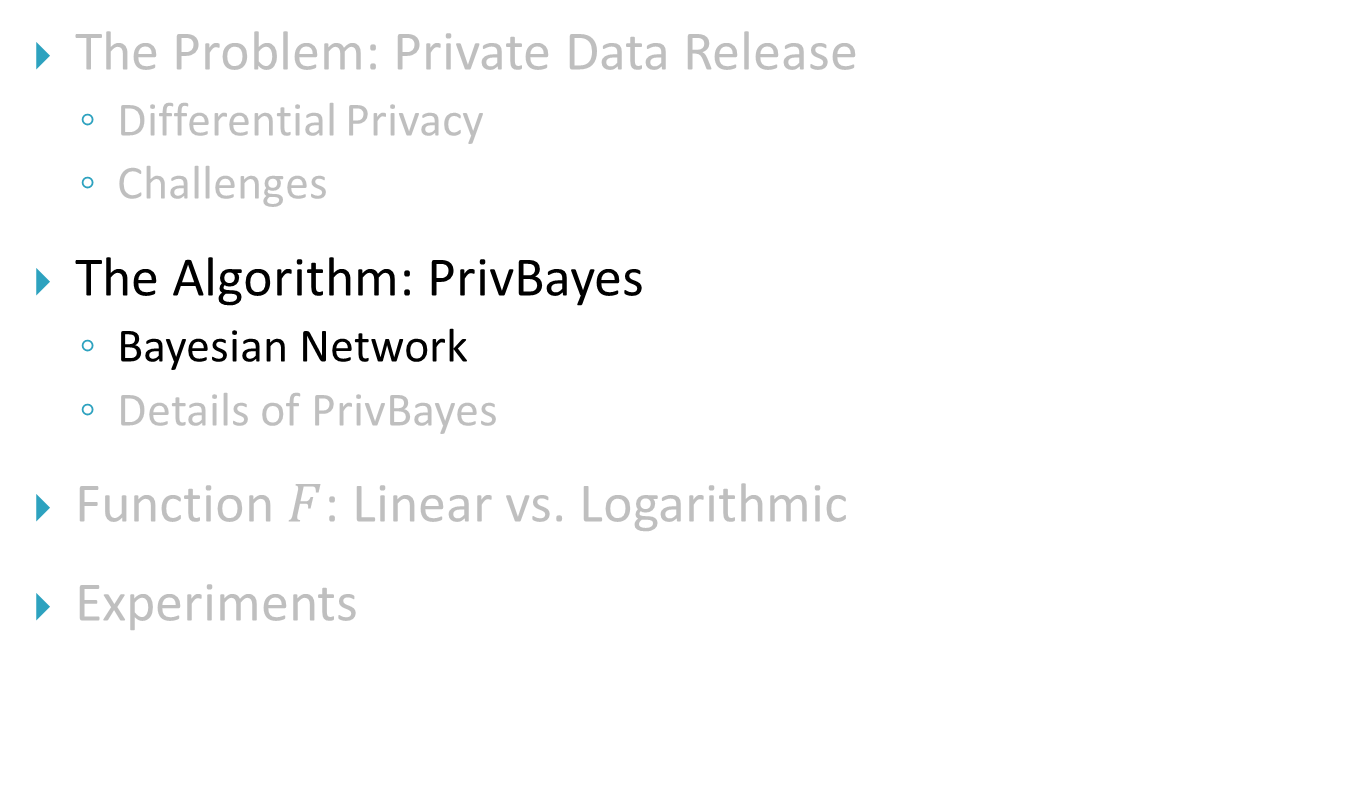 The Problem: Private Data Release
Differential Privacy
Challenges
The Algorithm: PrivBayes
Bayesian Network
Details of PrivBayes
Function F: Linear vs. Logarithmic
Experiments